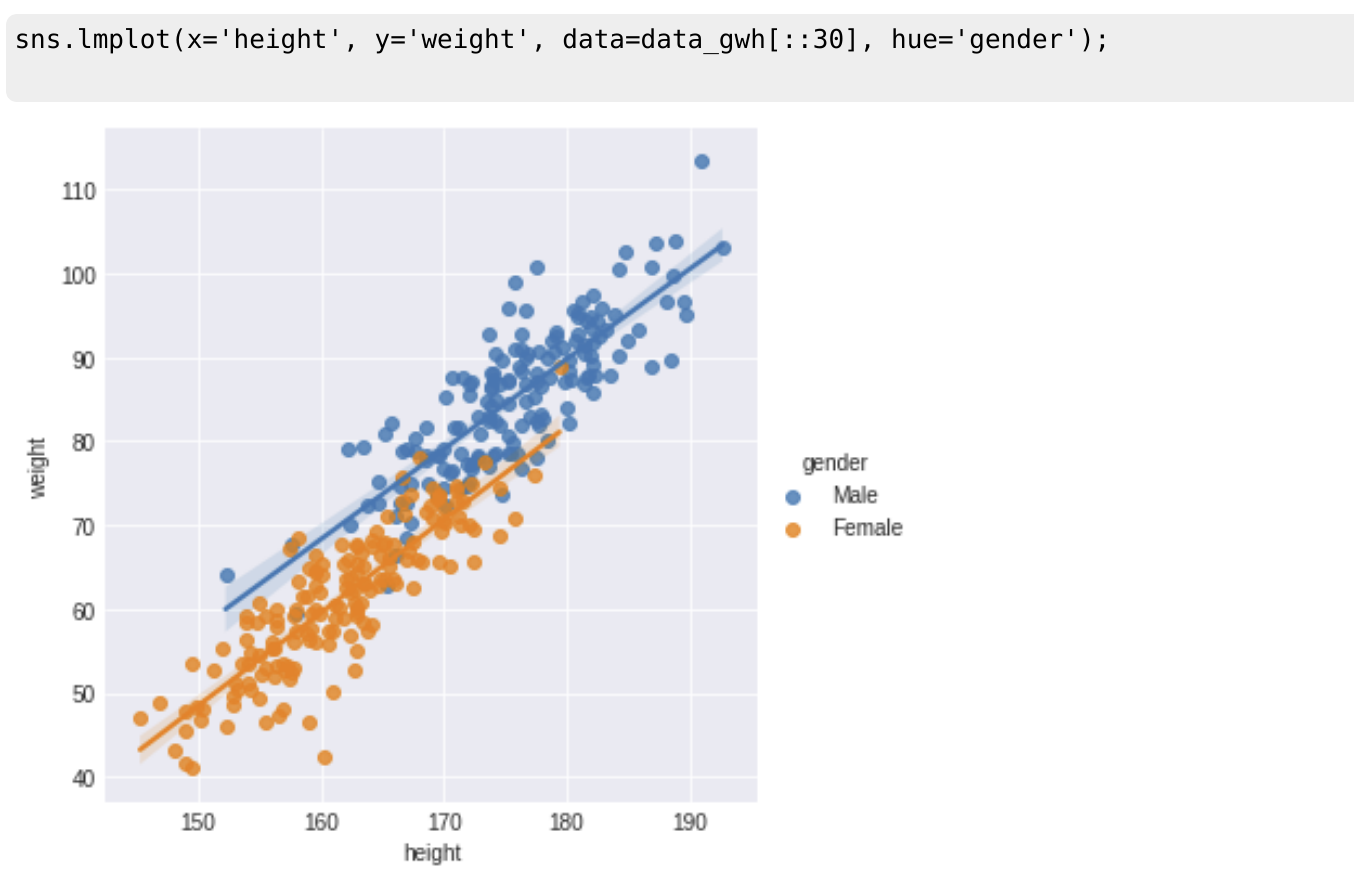 sns.lmplot(x='height', y='weight', data=data_gwh[::30], hue='gender');
110
100
90
80
70
60
50
40
weight
150 160 170 180 190
height
gender
Male
Female